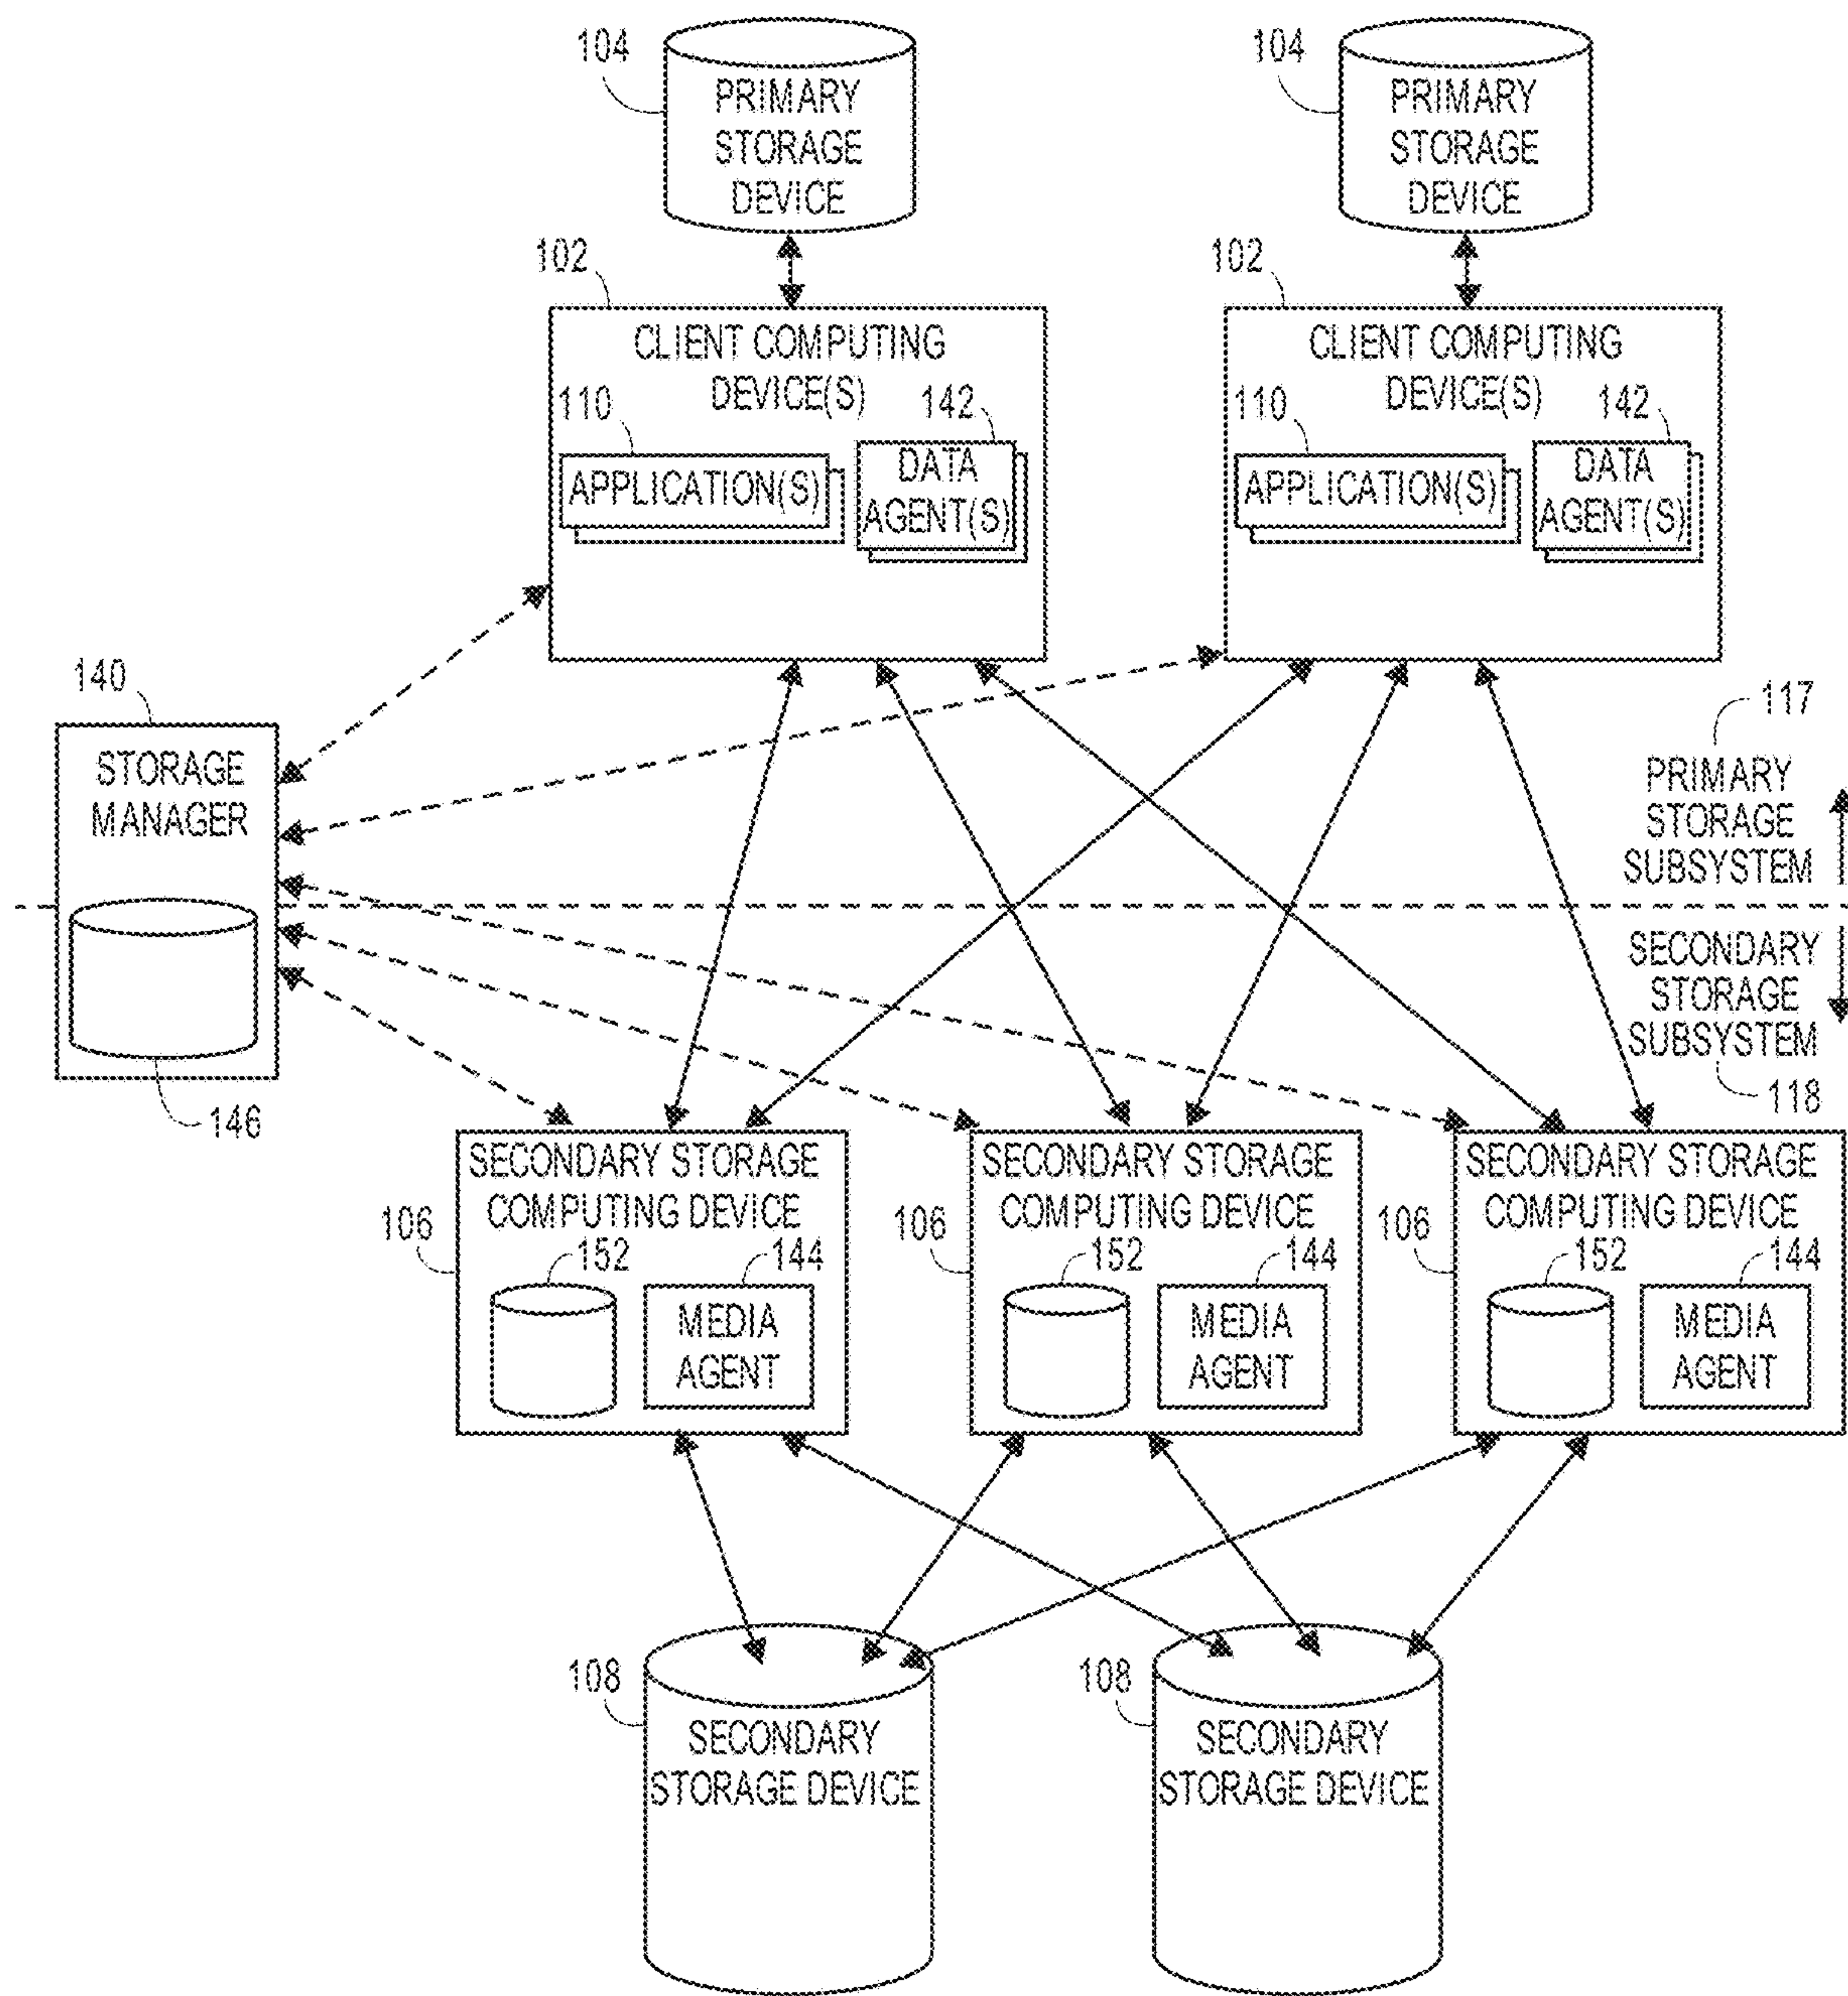 104
PRIMARY
STORAGE
DEVICE
104
PRIMARY
STORAGE
DEVICE
102
CLIENT COMPUTING
DEVICE(S)
110
APPLICATION(S)
142
DATA
AGENT(S)
102
CLIENT COMPUTING
DEVICE(S)
110
APPLICATION(S)
142
DATA
AGENT(S)
140
STORAGE
MANAGER
146
117
PRIMARY
STORAGE
SUBSYSTEM
SECONDARY
STORAGE
SUBSYSTEM
118
106
SECONDARY STORAGE
COMPUTING DEVICE
152
144
MEDIA
AGENT
106
SECONDARY STORAGE
COMPUTING DEVICE
152
144
MEDIA
AGENT
106
SECONDARY STORAGE
COMPUTING DEVICE
152
144
MEDIA
AGENT
108
SECONDARY
STORAGE DEVICE
108
SECONDARY
STORAGE DEVICE